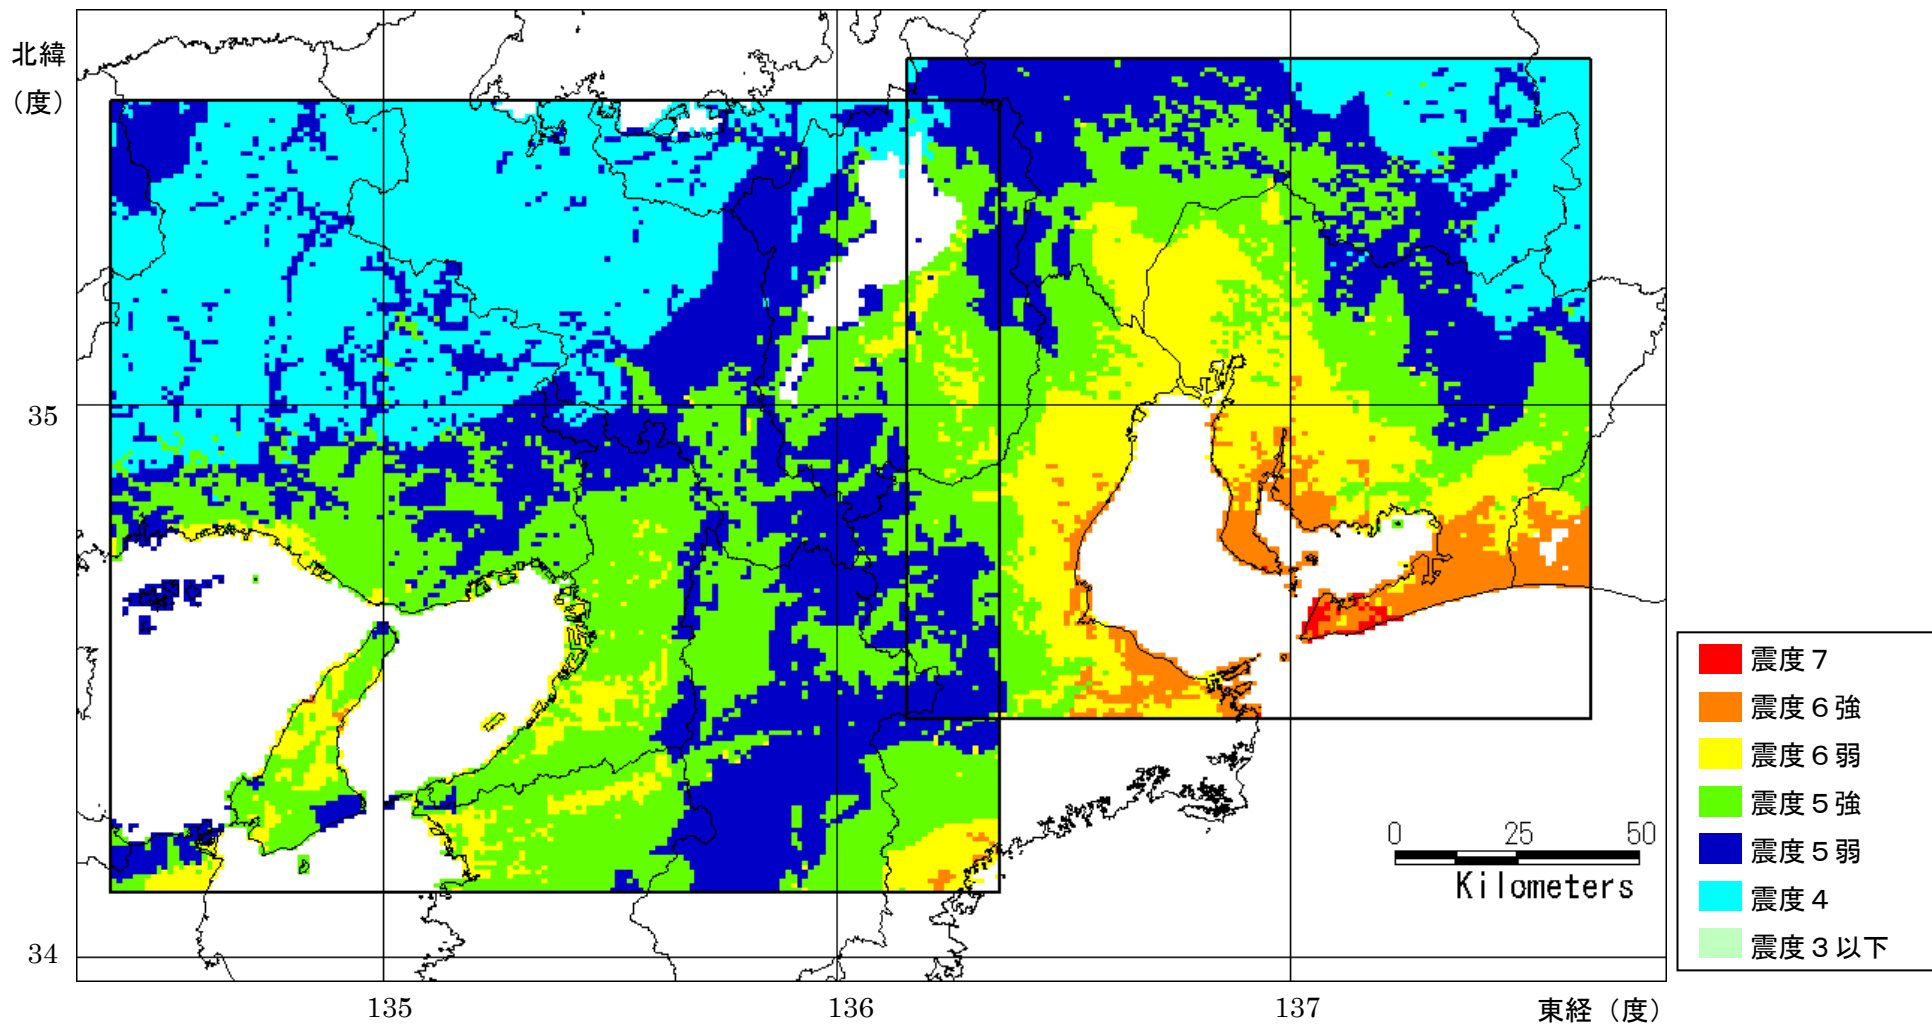 北緯
（度）
35
34
135
136
137
東経（度）
0 25 50
Kilometers
震度７
震度６強
震度６弱
震度５強
震度５弱
震度４
震度３以下